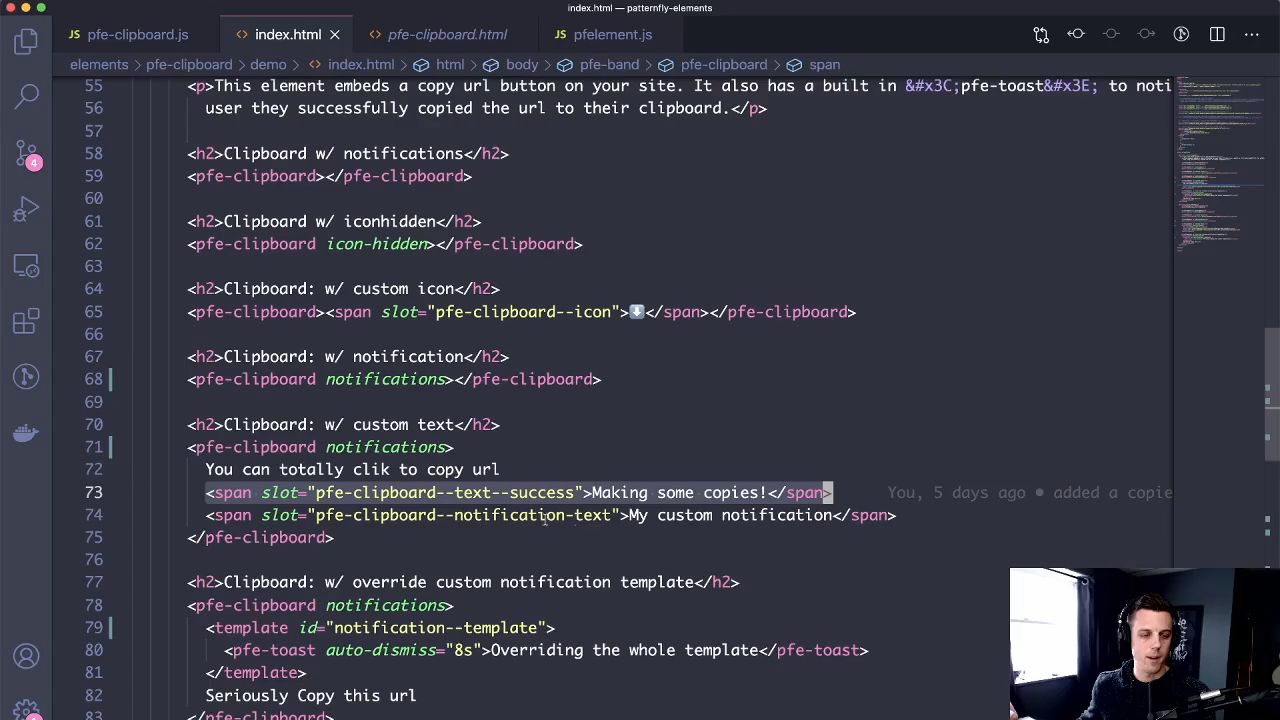 index.html — patternfly-elements
pfe-clipboard.js
index.html
pfe-clipboard.html
pfelement.js
elements > pfe-clipboard > demo > index.html > html > body > pfe-band > pfe-clipboard > span
55 <p>This element embeds a copy url button on your site. It also has a built in &#x3C;pfe-toast&#x3E; to noti
56 user they successfully copied the url to their clipboard.</p>
57
58 <h2>Clipboard w/ notifications</h2>
59 <pfe-clipboard></pfe-clipboard>
60
61 <h2>Clipboard w/ iconhidden</h2>
62 <pfe-clipboard icon-hidden></pfe-clipboard>
63
64 <h2>Clipboard: w/ custom icon</h2>
65 <pfe-clipboard><span slot="pfe-clipboard--icon">⬇️</span></pfe-clipboard>
66
67 <h2>Clipboard: w/ notification</h2>
68 <pfe-clipboard notifications></pfe-clipboard>
69
70 <h2>Clipboard: w/ custom text</h2>
71 <pfe-clipboard notifications>
72 You can totally clik to copy url
73 <span slot="pfe-clipboard--text--success">Making some copies!</span> You, 5 days ago • added a copie
74 <span slot="pfe-clipboard--notification-text">My custom notification</span>
75 </pfe-clipboard>
76
77 <h2>Clipboard: w/ override custom notification template</h2>
78 <pfe-clipboard notifications>
79 <template id="notification--template">
80 <pfe-toast auto-dismiss="8s">Overriding the whole template</pfe-toast>
81 </template>
82 Seriously Copy this url
83 </pfe-clipboard>
4